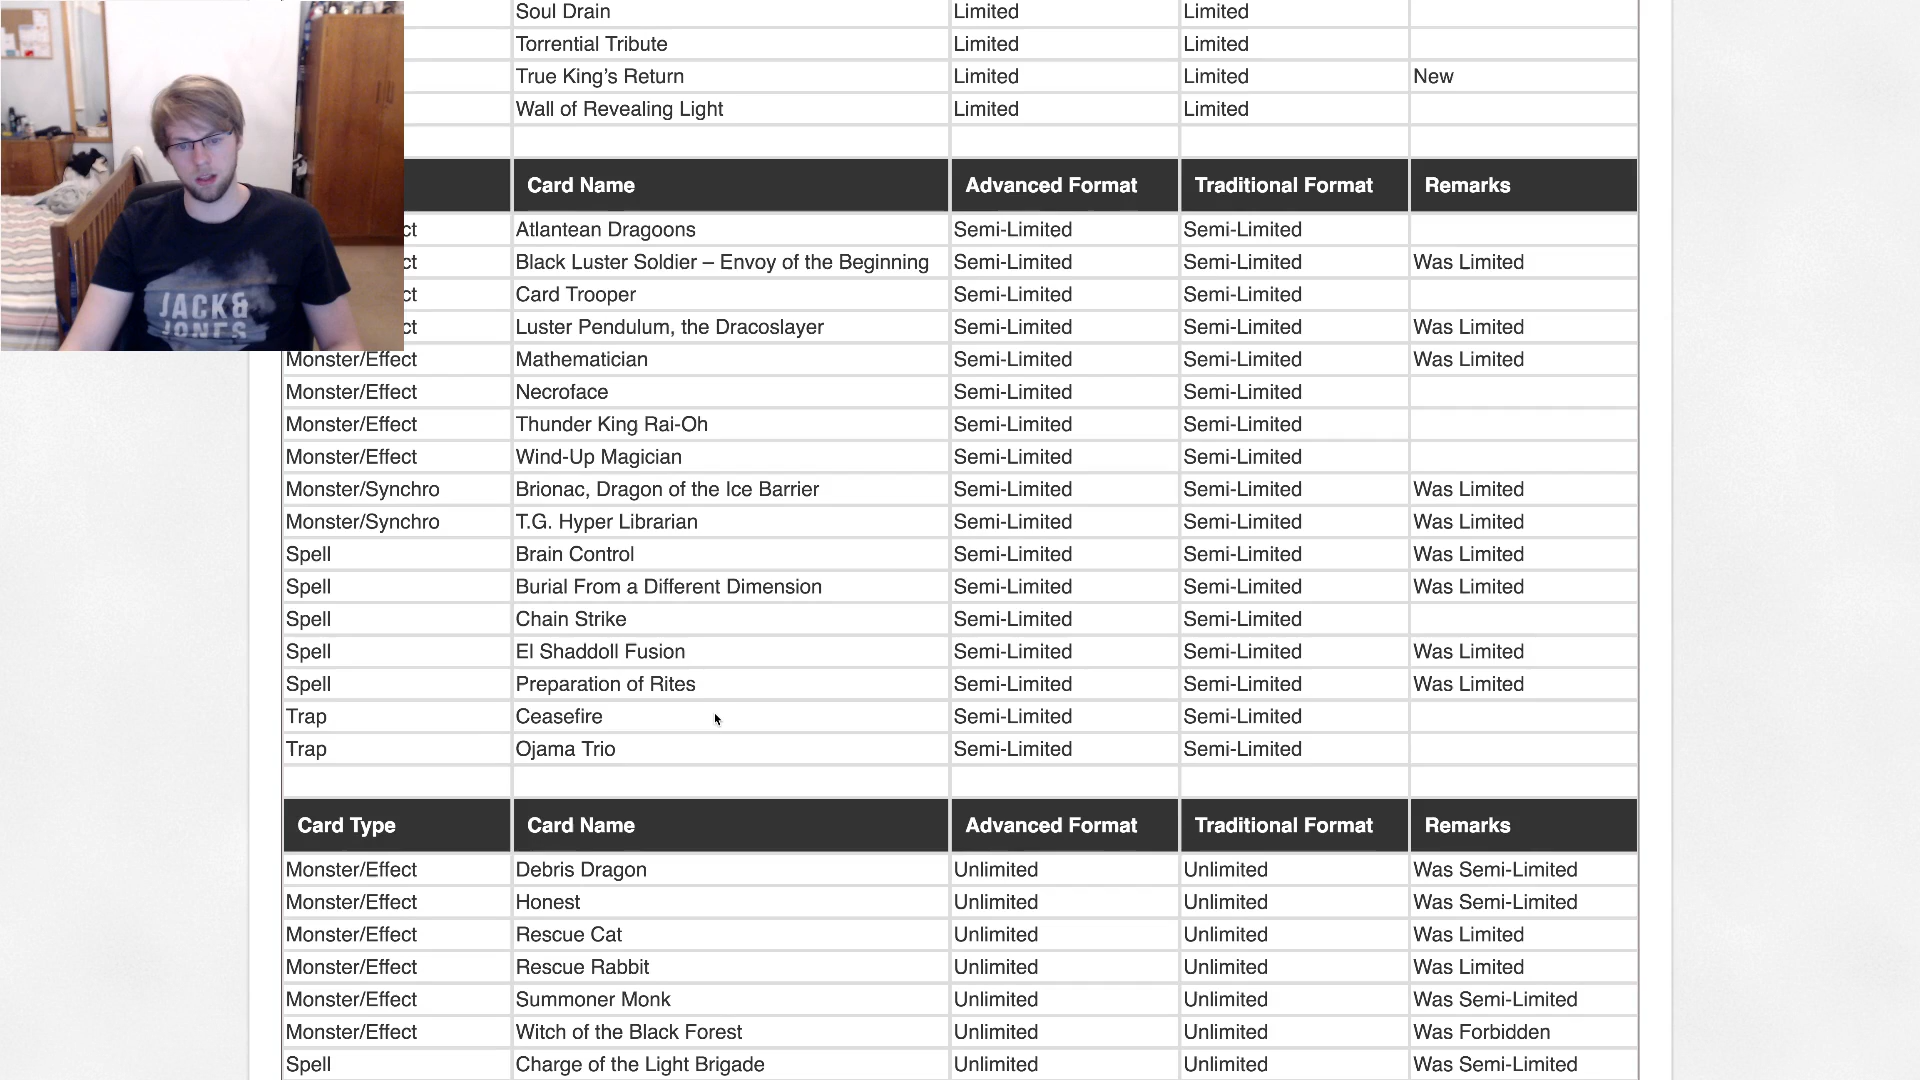 Soul Drain Limited Limited
Torrential Tribute Limited Limited
True King’s Return Limited Limited New
Wall of Revealing Light Limited Limited
Card Name Advanced Format Traditional Format Remarks
ct Atlantean Dragoons Semi-Limited Semi-Limited
ct Black Luster Soldier – Envoy of the Beginning Semi-Limited Semi-Limited Was Limited
ct Card Trooper Semi-Limited Semi-Limited
ct Luster Pendulum, the Dracoslayer Semi-Limited Semi-Limited Was Limited
Monster/Effect Mathematician Semi-Limited Semi-Limited Was Limited
Monster/Effect Necroface Semi-Limited Semi-Limited
Monster/Effect Thunder King Rai-Oh Semi-Limited Semi-Limited
Monster/Effect Wind-Up Magician Semi-Limited Semi-Limited
Monster/Synchro Brionac, Dragon of the Ice Barrier Semi-Limited Semi-Limited Was Limited
Monster/Synchro T.G. Hyper Librarian Semi-Limited Semi-Limited Was Limited
Spell Brain Control Semi-Limited Semi-Limited Was Limited
Spell Burial From a Different Dimension Semi-Limited Semi-Limited Was Limited
Spell Chain Strike Semi-Limited Semi-Limited
Spell El Shaddoll Fusion Semi-Limited Semi-Limited Was Limited
Spell Preparation of Rites Semi-Limited Semi-Limited Was Limited
Trap Ceasefire Semi-Limited Semi-Limited
Trap Ojama Trio Semi-Limited Semi-Limited
Card Type Card Name Advanced Format Traditional Format Remarks
Monster/Effect Debris Dragon Unlimited Unlimited Was Semi-Limited
Monster/Effect Honest Unlimited Unlimited Was Semi-Limited
Monster/Effect Rescue Cat Unlimited Unlimited Was Limited
Monster/Effect Rescue Rabbit Unlimited Unlimited Was Limited
Monster/Effect Summoner Monk Unlimited Unlimited Was Semi-Limited
Monster/Effect Witch of the Black Forest Unlimited Unlimited Was Forbidden
Spell Charge of the Light Brigade Unlimited Unlimited Was Semi-Limited
JACK&
JONES